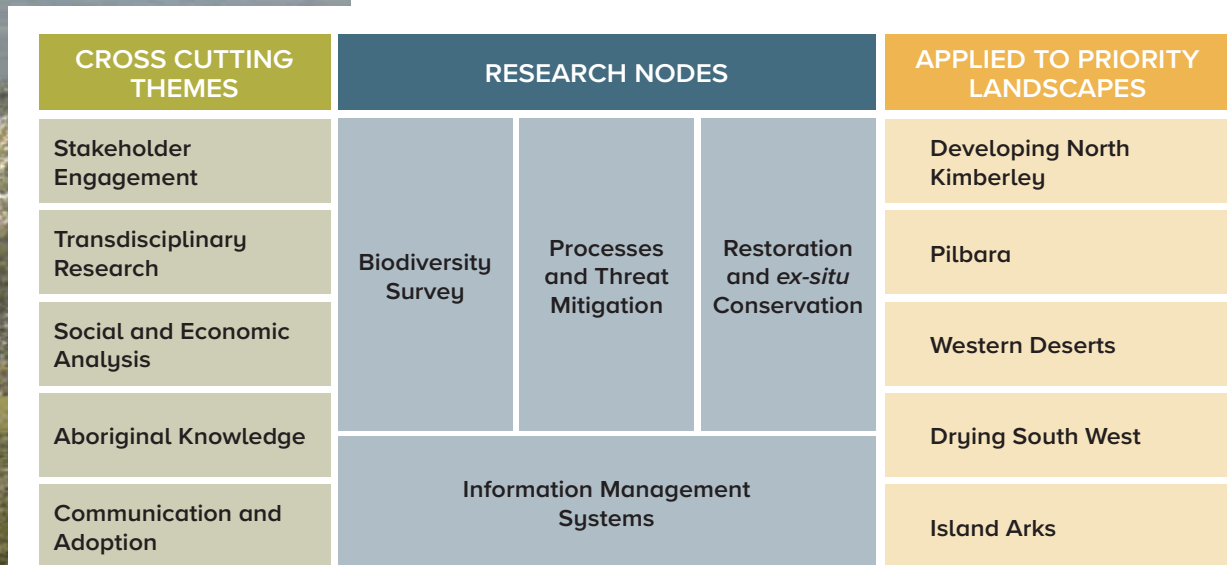 CROSS CUTTING
THEMES
Stakeholder
Engagement
Transdisciplinary
Research
Social and Economic
Analysis
Aboriginal Knowledge
Communication and
Adoption
RESEARCH NODES
Biodiversity
Survey
Processes
and Threat
Mitigation
Restoration
and ex-situ
Conservation
Information Management
Systems
APPLIED TO PRIORITY
LANDSCAPES
Developing North
Kimberley
Pilbara
Western Deserts
Drying South West
Island Arks